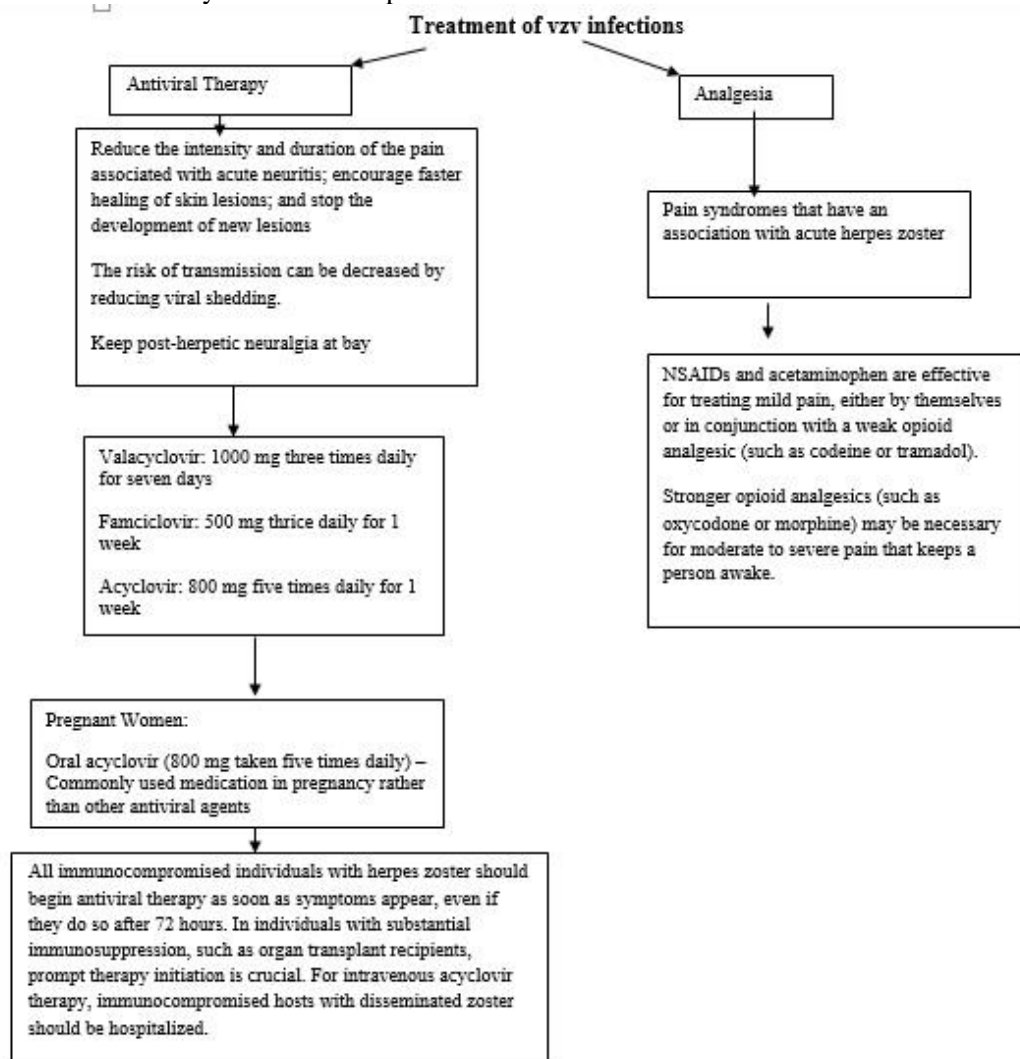 Treatment of vzv infections
Antiviral Therapy
Reduce the intensity and duration of the pain
associated with acute neuritis; encourage faster
healing of skin lesions; and stop the
development of new lesions
The risk of transmission can be decreased by
reducing viral shedding.
Keep post-herpetic neuralgia at bay
Valacyclovir: 1000 mg three times daily
for seven days
Famciclovir: 500 mg thrice daily for 1
week
Acyclovir: 800 mg five times daily for 1
week
Pregnant Women:
Oral acyclovir (800 mg taken five times daily) –
Commonly used medication in pregnancy rather
than other antiviral agents
All immunocompromised individuals with herpes zoster should
begin antiviral therapy as soon as symptoms appear, even if
they do so after 72 hours. In individuals with substantial
immunosuppression, such as organ transplant recipients,
prompt therapy initiation is crucial. For intravenous acyclovir
therapy, immunocompromised hosts with disseminated zoster
should be hospitalized.
Analgesia
Pain syndromes that have an
association with acute herpes zoster
NSAIDs and acetaminophen are effective
for treating mild pain, either by themselves
or in conjunction with a weak opioid
analgesic (such as codeine or tramadol).
Stronger opioid analgesics (such as
oxycodone or morphine) may be necessary
for moderate to severe pain that keeps a
person awake.